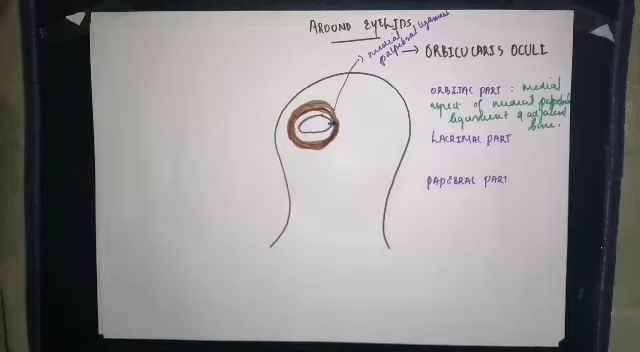 AROUND EYELIDS
medial
palpebral ligament
→ ORBICULARIS OCULI
ORBITAL PART : medial
aspect of medial palpebral
ligament & adjacent
bone.
LACRIMAL PART
PAPEBRAL PART